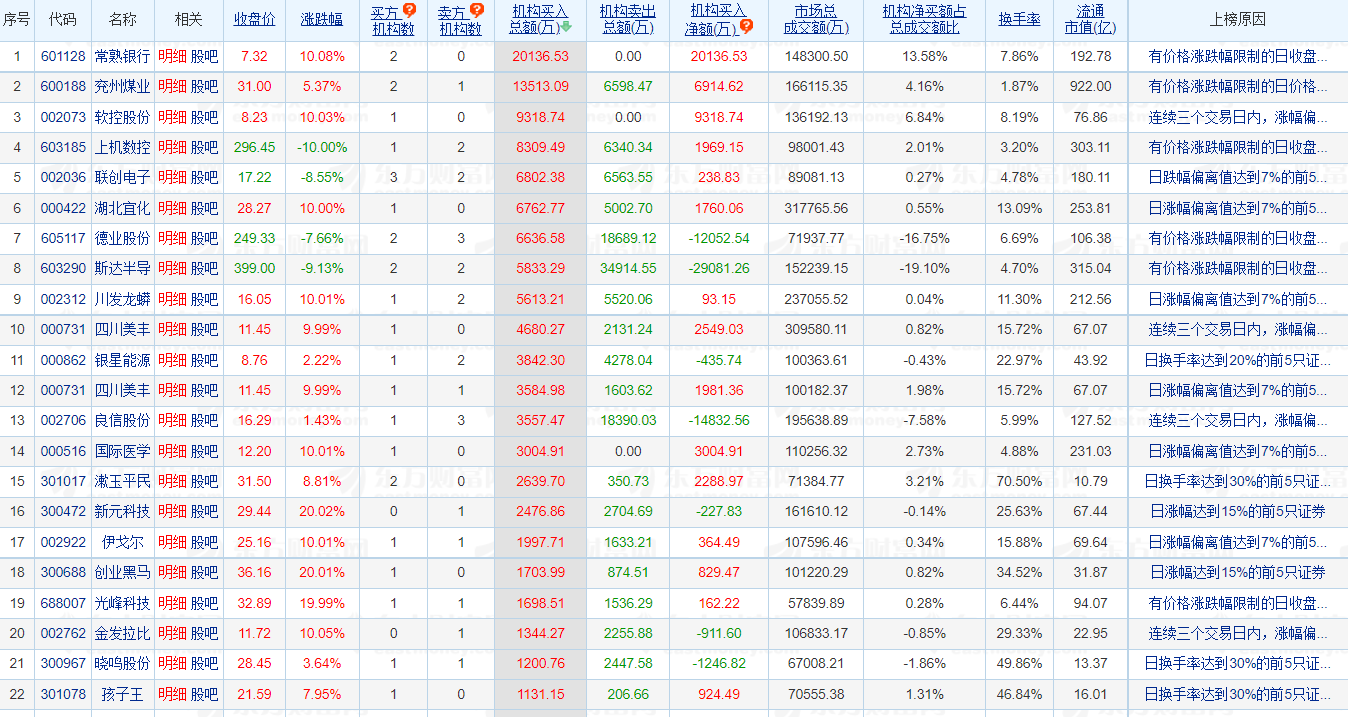 序号 代码 名称 相关 收盘价 涨跌幅 买方 机构数 卖方 机构数 机构买入 总额(万) 机构卖出 总额(万) 机构买入 净额(万) 市场总 成交额(万) 机构净买额占 总成交额比 换手率 流通 市值(亿) 上榜原因
1 601128 常熟银行 明细 股吧 7.32 10.08% 2 0 20136.53 0.00 20136.53 148300.50 13.58% 7.86% 192.78 有价格涨跌幅限制的日收盘...
2 600188 兖州煤业 明细 股吧 31.00 5.37% 2 1 13513.09 6598.47 6914.62 166115.35 4.16% 1.87% 922.00 有价格涨跌幅限制的日价格...
3 002073 软控股份 明细 股吧 8.23 10.03% 1 0 9318.74 0.00 9318.74 136192.13 6.84% 8.19% 76.86 连续三个交易日内，涨幅偏...
4 603185 上机数控 明细 股吧 296.45 -10.00% 1 2 8309.49 6340.34 1969.15 98001.43 2.01% 3.20% 303.11 有价格涨跌幅限制的日收盘...
5 002036 联创电子 明细 股吧 17.22 -8.55% 3 2 6802.38 6563.55 238.83 89081.13 0.27% 4.78% 180.11 日跌幅偏离值达到7%的前5...
6 000422 湖北宜化 明细 股吧 28.27 10.00% 1 0 6762.77 5002.70 1760.06 317765.56 0.55% 13.09% 253.81 日涨幅偏离值达到7%的前5...
7 605117 德业股份 明细 股吧 249.33 -7.66% 2 3 6636.58 18689.12 -12052.54 71937.77 -16.75% 6.69% 106.38 有价格涨跌幅限制的日收盘...
8 603290 斯达半导 明细 股吧 399.00 -9.13% 2 2 5833.29 34914.55 -29081.26 152239.15 -19.10% 4.70% 315.04 有价格涨跌幅限制的日收盘...
9 002312 川发龙蟒 明细 股吧 16.05 10.01% 1 2 5613.21 5520.06 93.15 237055.52 0.04% 11.30% 212.56 日涨幅偏离值达到7%的前5...
10 000731 四川美丰 明细 股吧 11.45 9.99% 1 0 4680.27 2131.24 2549.03 309580.11 0.82% 15.72% 67.07 连续三个交易日内，涨幅偏...
11 000862 银星能源 明细 股吧 8.76 2.22% 1 2 3842.30 4278.04 -435.74 100363.61 -0.43% 22.97% 43.92 日换手率达到20%的前5只证...
12 000731 四川美丰 明细 股吧 11.45 9.99% 1 1 3584.98 1603.62 1981.36 100182.37 1.98% 15.72% 67.07 日涨幅偏离值达到7%的前5...
13 002706 良信股份 明细 股吧 16.29 1.43% 1 3 3557.47 18390.03 -14832.56 195638.89 -7.58% 5.99% 127.52 连续三个交易日内，涨幅偏...
14 000516 国际医学 明细 股吧 12.20 10.01% 1 0 3004.91 0.00 3004.91 110256.32 2.73% 4.88% 231.03 日涨幅偏离值达到7%的前5...
15 301017 漱玉平民 明细 股吧 31.50 8.81% 2 0 2639.70 350.73 2288.97 71384.77 3.21% 70.50% 10.79 日换手率达到30%的前5只证...
16 300472 新元科技 明细 股吧 29.44 20.02% 0 1 2476.86 2704.69 -227.83 161610.12 -0.14% 25.63% 67.44 日涨幅达到15%的前5只证券
17 002922 伊戈尔 明细 股吧 25.16 10.01% 1 1 1997.71 1633.21 364.49 107596.46 0.34% 15.88% 69.64 日涨幅偏离值达到7%的前5...
18 300688 创业黑马 明细 股吧 36.16 20.01% 1 0 1703.99 874.51 829.47 101220.29 0.82% 34.52% 31.87 日涨幅达到15%的前5只证券
19 688007 光峰科技 明细 股吧 32.89 19.99% 1 1 1698.51 1536.29 162.22 57839.89 0.28% 6.44% 94.07 有价格涨跌幅限制的日收盘...
20 002762 金发拉比 明细 股吧 11.72 10.05% 0 1 1344.27 2255.88 -911.60 106833.17 -0.85% 29.33% 22.95 连续三个交易日内，涨幅偏...
21 300967 晓鸣股份 明细 股吧 28.45 3.64% 1 1 1200.76 2447.58 -1246.82 67008.21 -1.86% 49.86% 13.37 日换手率达到30%的前5只证...
22 301078 孩子王 明细 股吧 21.59 7.95% 1 0 1131.15 206.66 924.49 70555.38 1.31% 46.84% 16.01 日换手率达到30%的前5只证...